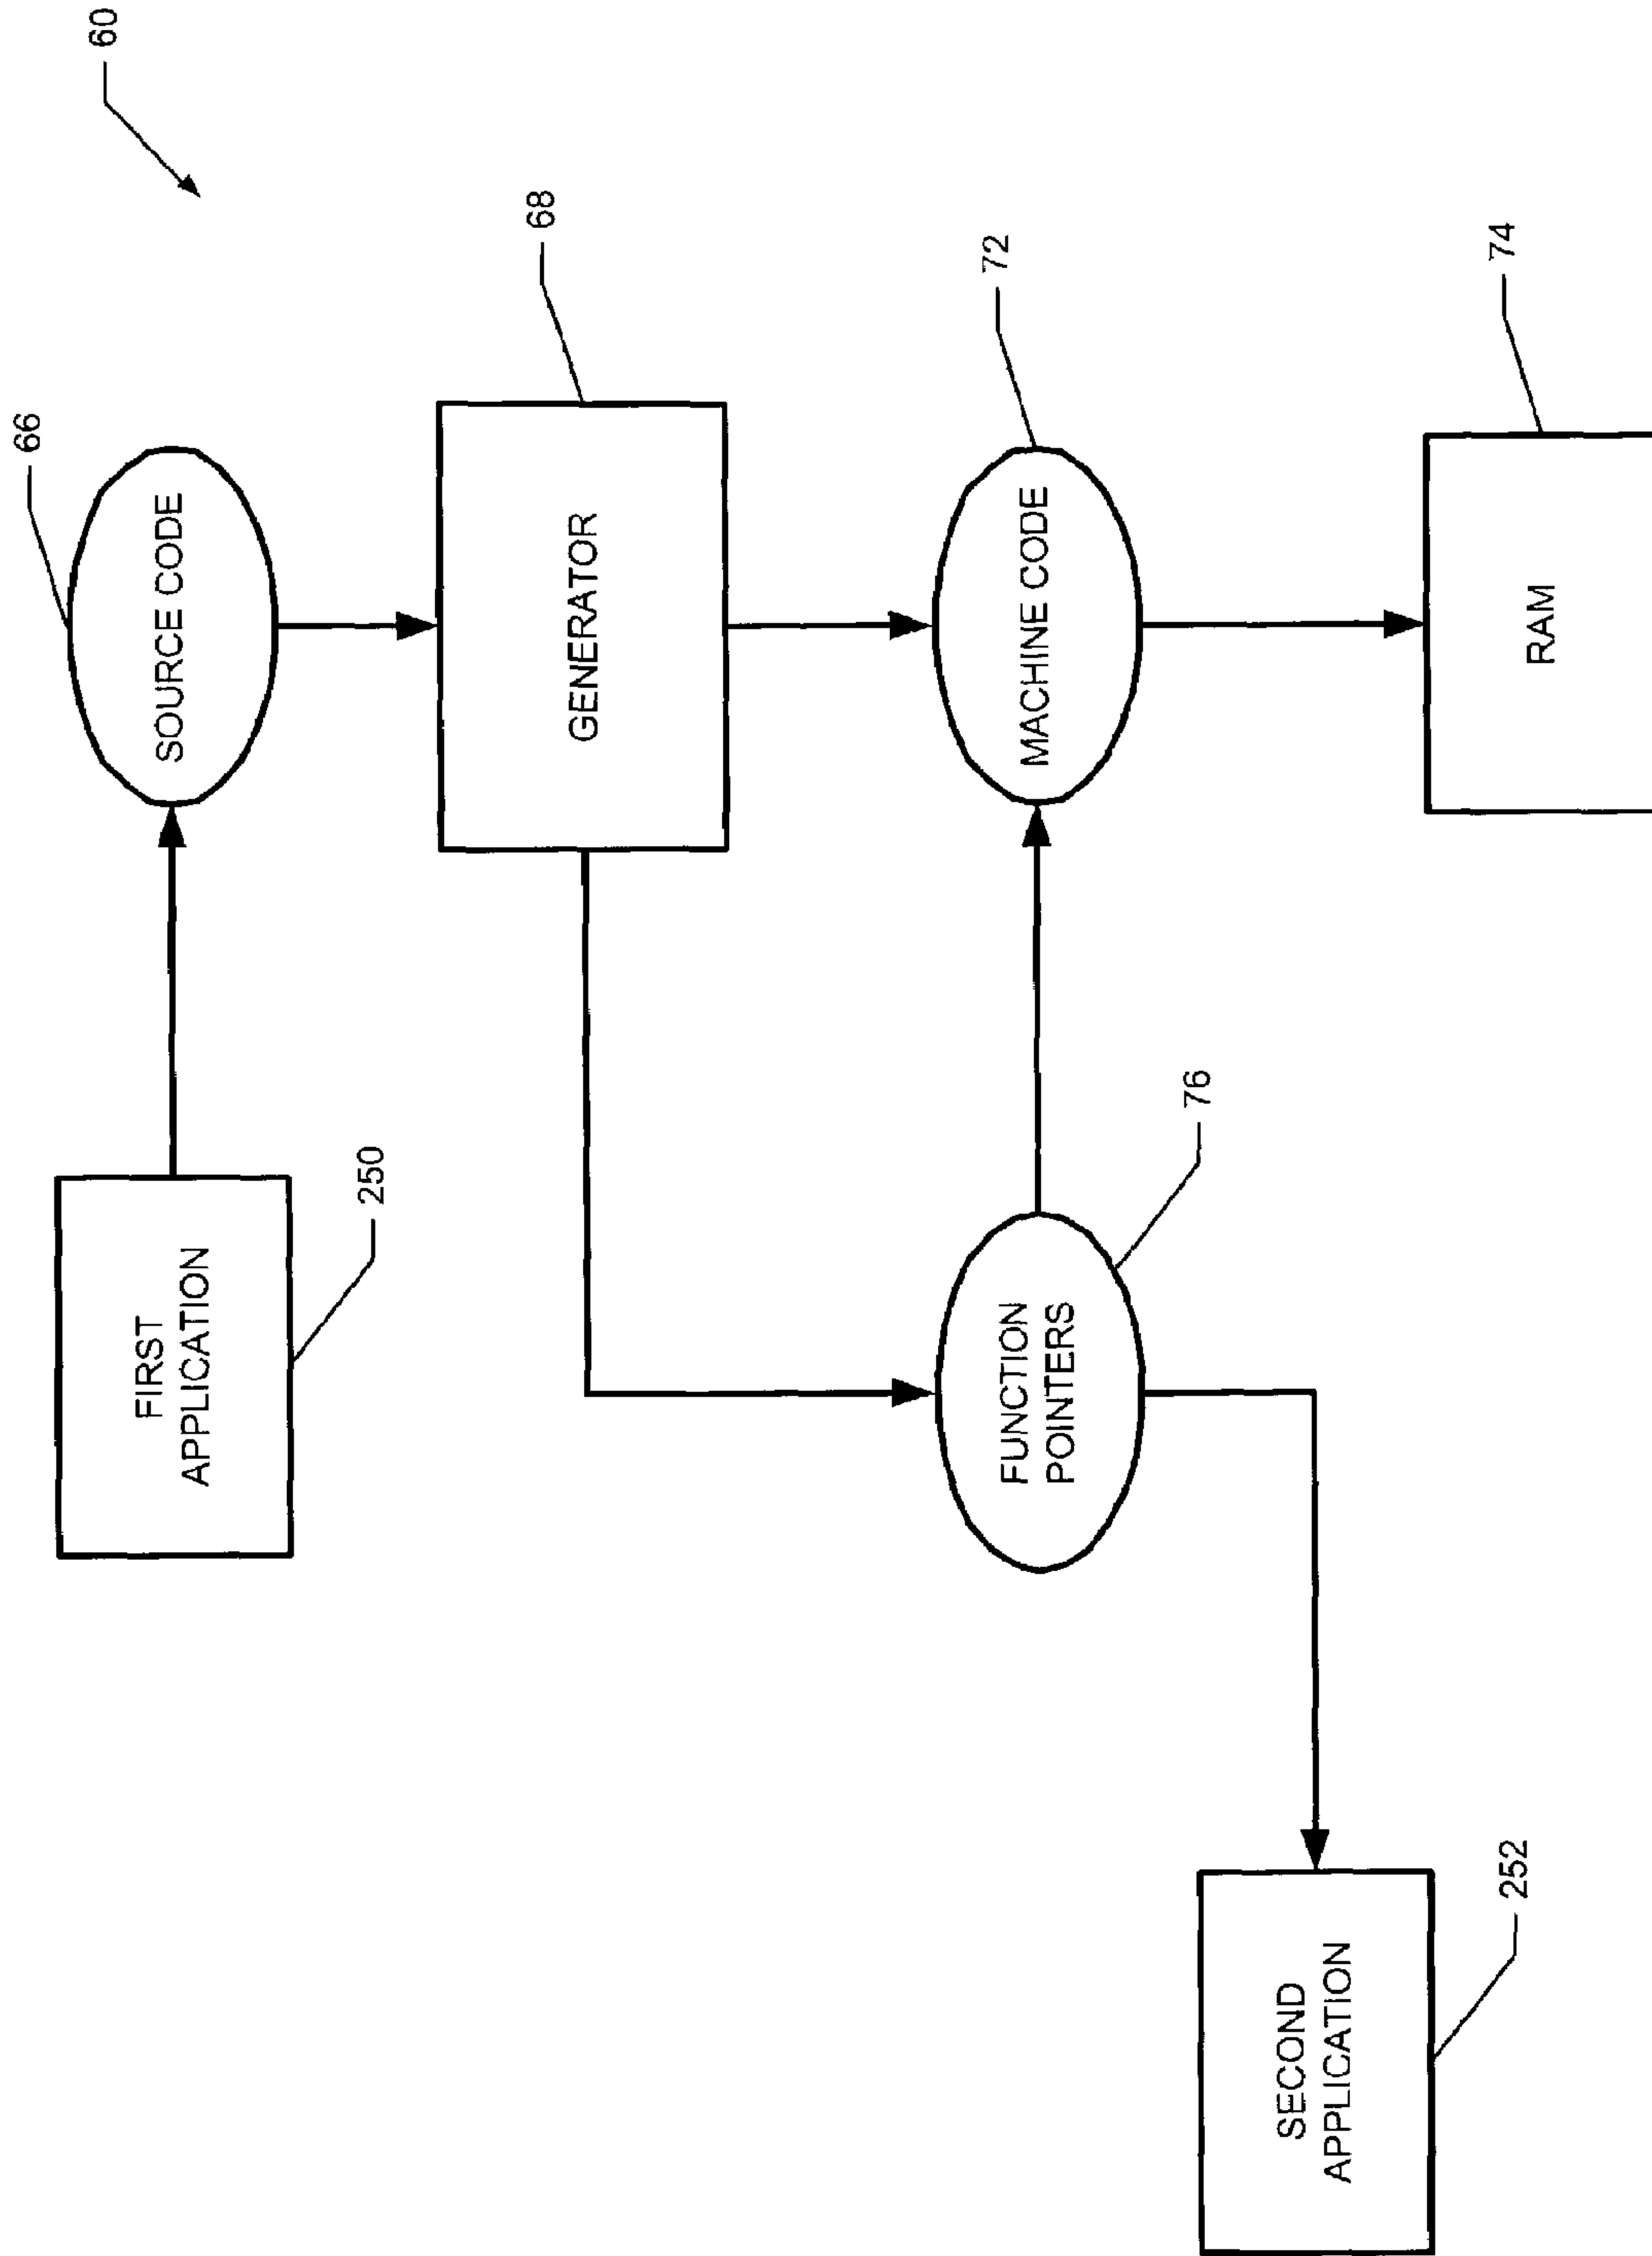 60
66
SOURCE CODE
FIRST
APPLICATION
250
68
GENERATOR
72
MACHINE CODE
FUNCTION
POINTERS
76
74
RAM
SECOND
APPLICATION
252